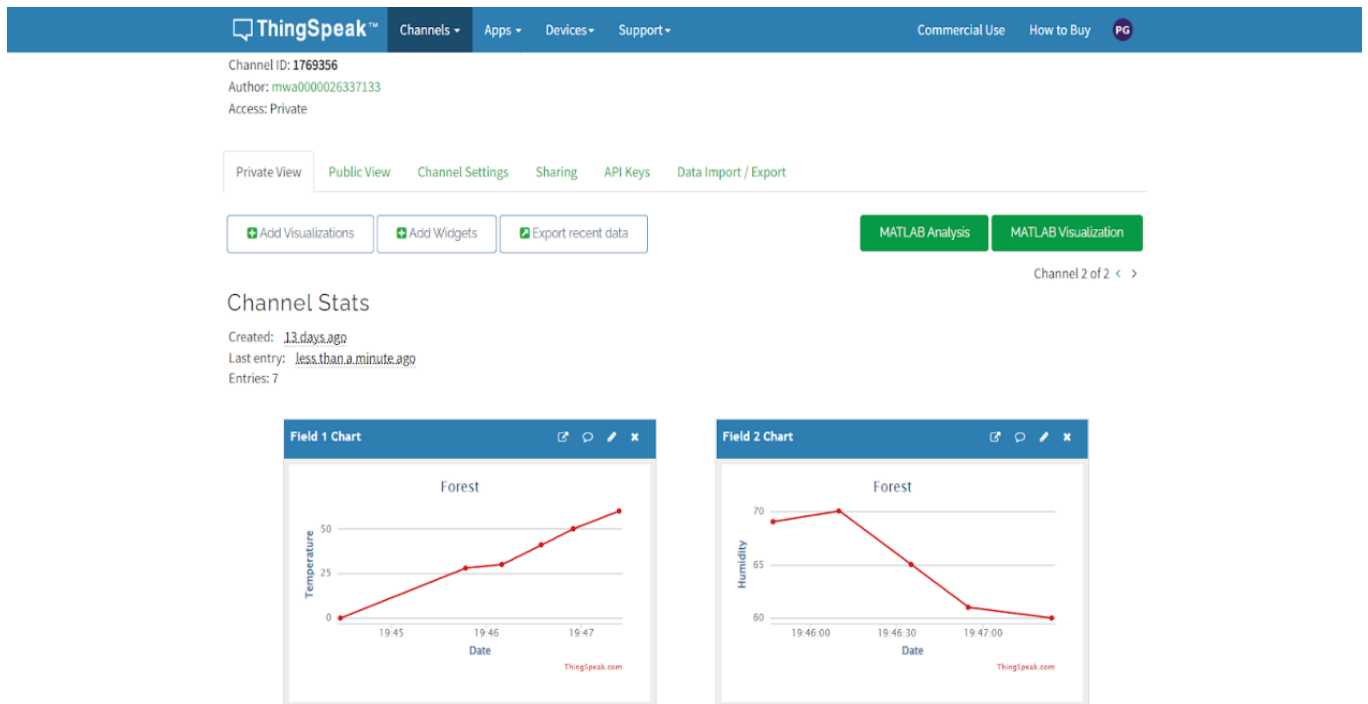 ThingSpeak™ Channels Apps Devices Support Commercial Use How to Buy PG
Channel ID: 1769356
Author: mwa0000026337133
Access: Private
Private View Public View Channel Settings Sharing API Keys Data Import / Export
Add Visualizations Add Widgets Export recent data MATLAB Analysis MATLAB Visualization
Channel 2 of 2 < >
Channel Stats
Created: 13 days ago
Last entry: less than a minute ago
Entries: 7
Field 1 Chart
Forest
Temperature
50
25
0
19:45 19:46 19:47
Date
ThingSpeak.com
Field 2 Chart
Forest
Humidity
70
65
60
19:46:00 19:46:30 19:47:00
Date
ThingSpeak.com